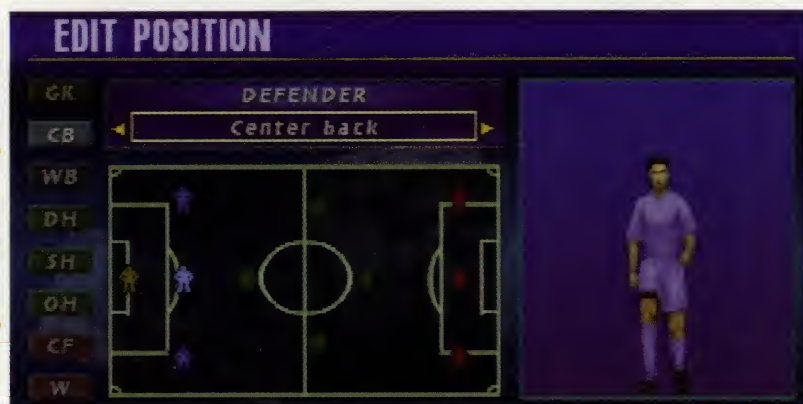 EDIT POSITION
GK
DEFENDER
CB
Center back
WB
DH
SH
OH
CF
W